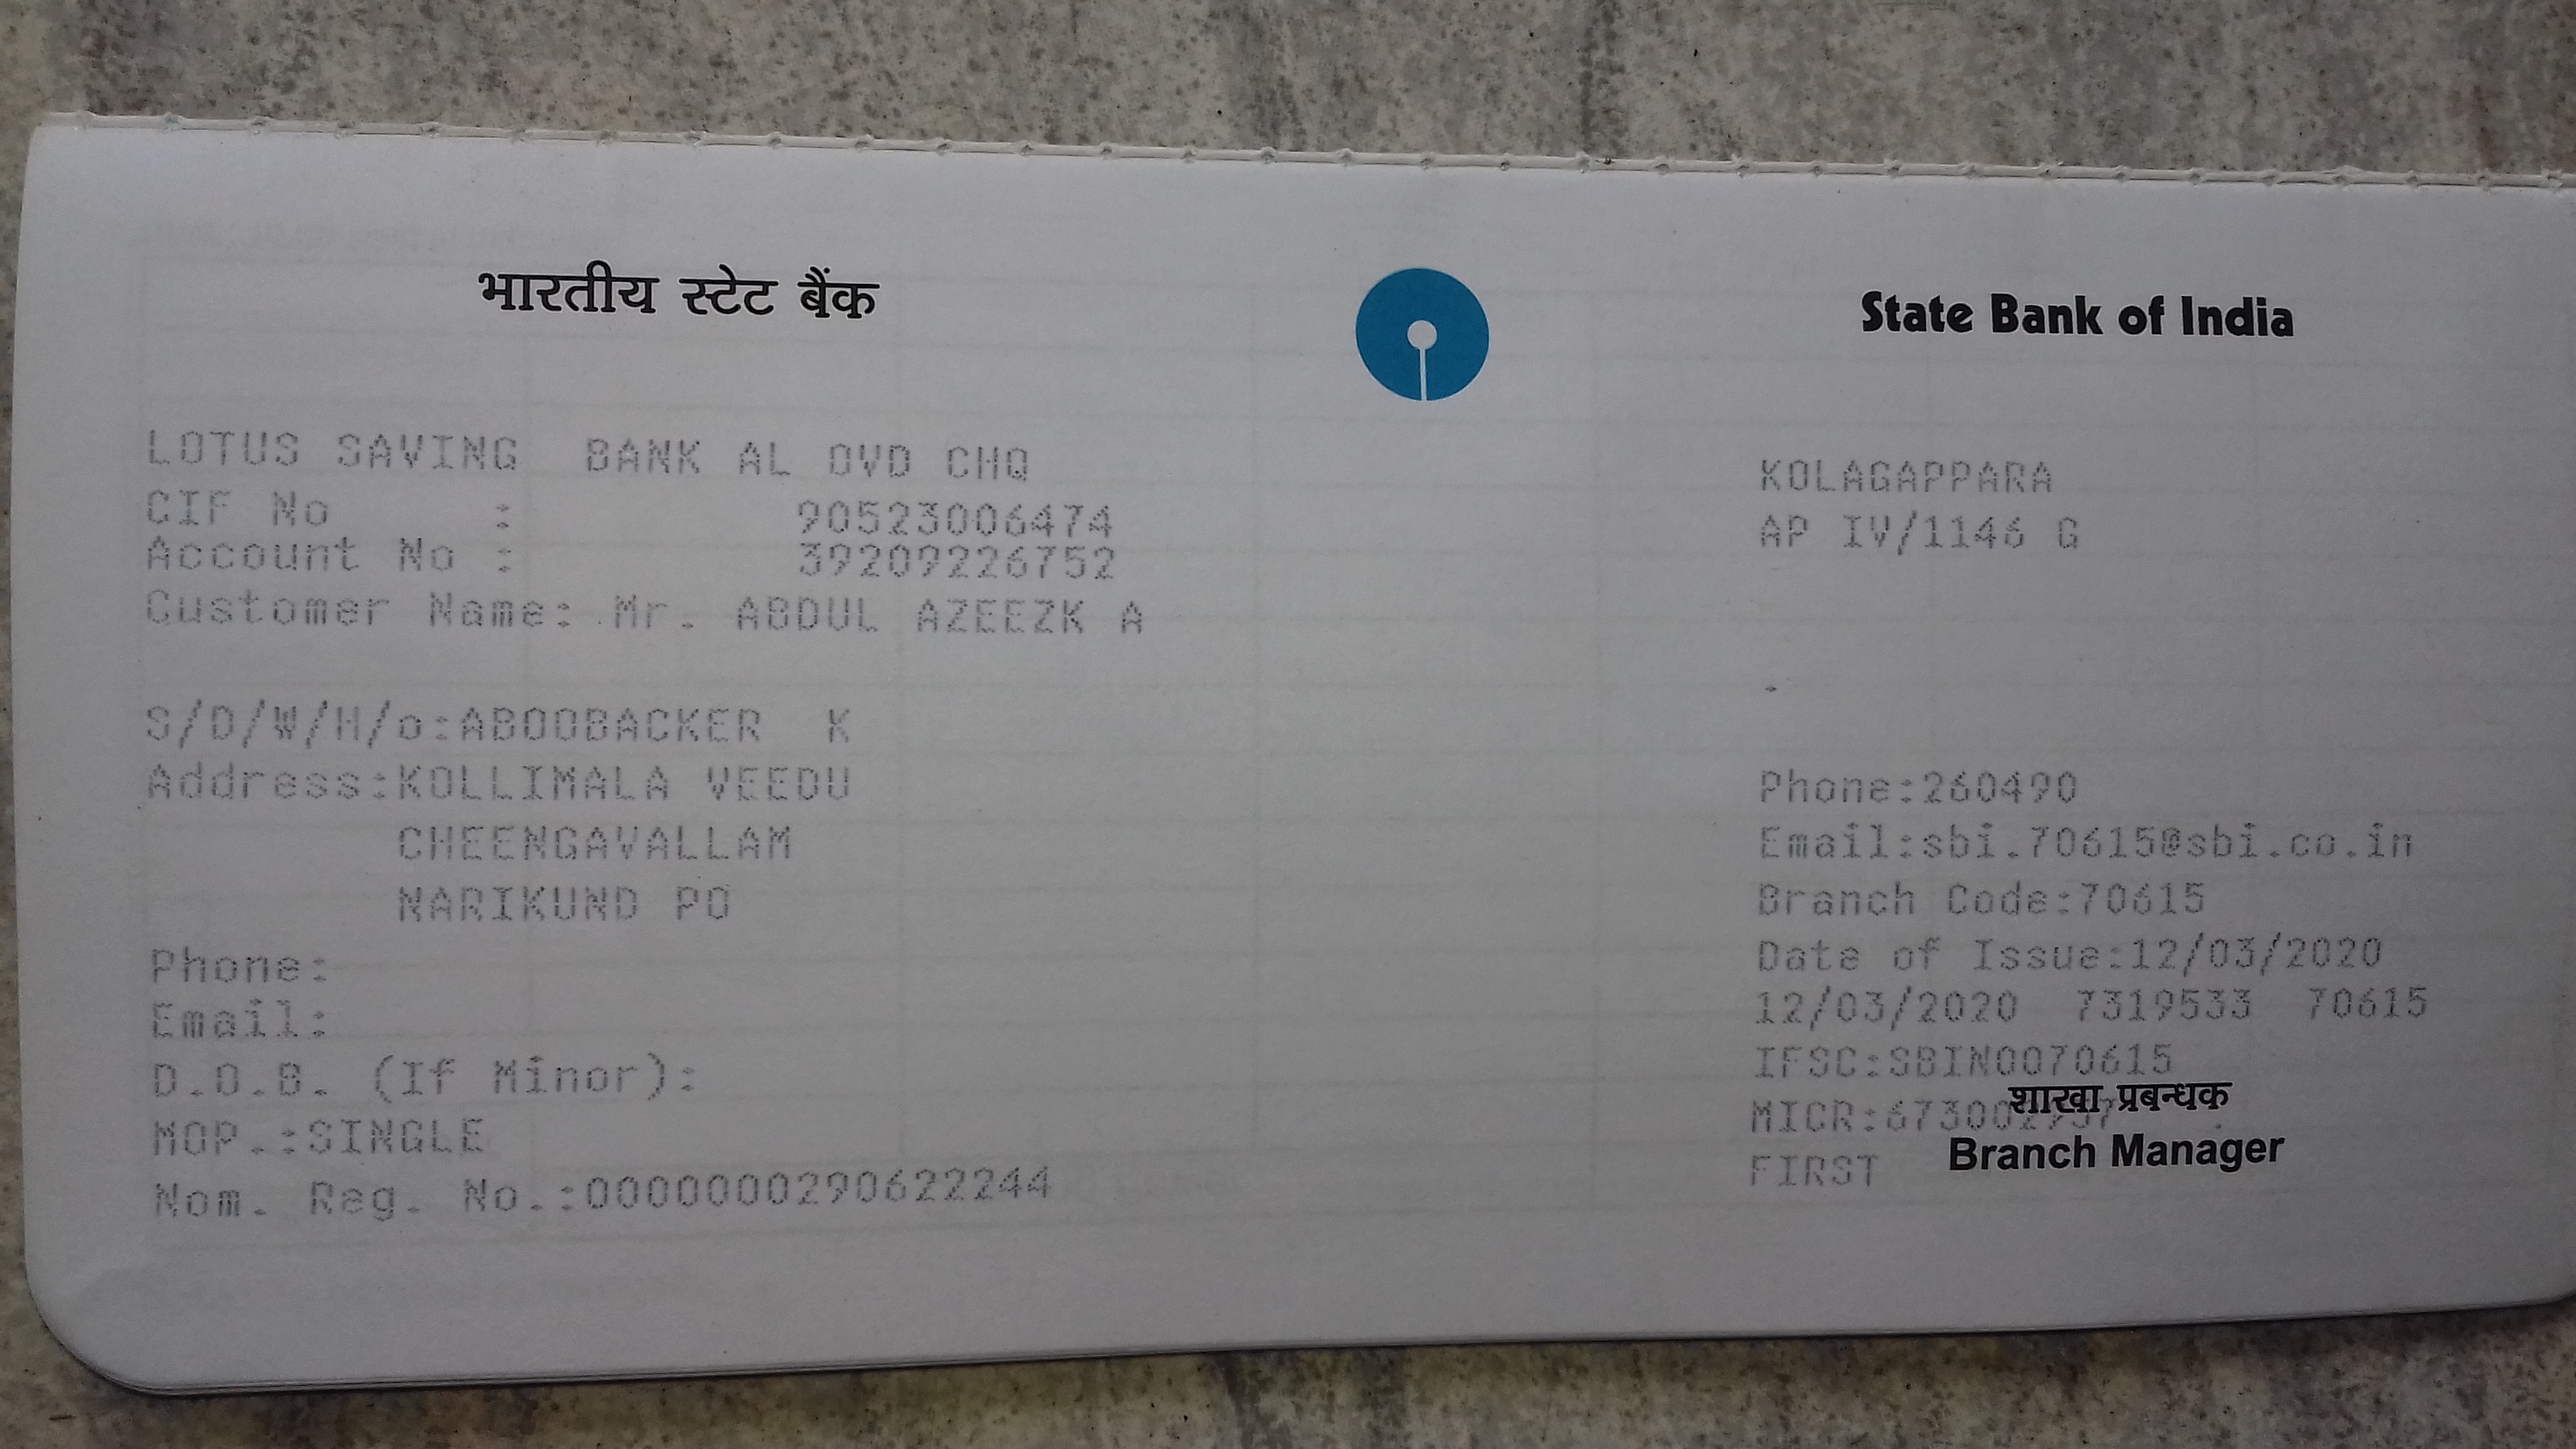 भारतीय स्टेट बैंक
State Bank of India
LOTUS SAVING BANK AL OVD CHQ
CIF No : 90523006474
Account No : 39209226752
Customer Name: Mr. ABDUL AZEEZK A
S/D/W/H/o:ABOOBACKER K
Address:KOLLIMALA VEEDU
CHEENGAVALLAM
NARIKUND PO
Phone:
Email:
D.O.B. (If Minor):
MOP.:SINGLE
Nom. Reg. No.:0000000290622244
KOLAGAPPARA
AP IV/1146 G
Phone:260490
Email:sbi.70615@sbi.co.in
Branch Code:70615
Date of Issue:12/03/2020
12/03/2020 7319533 70615
IFSC:SBIN0070615
शाखा प्रबन्धक
MICR:673002957
Branch Manager
FIRST